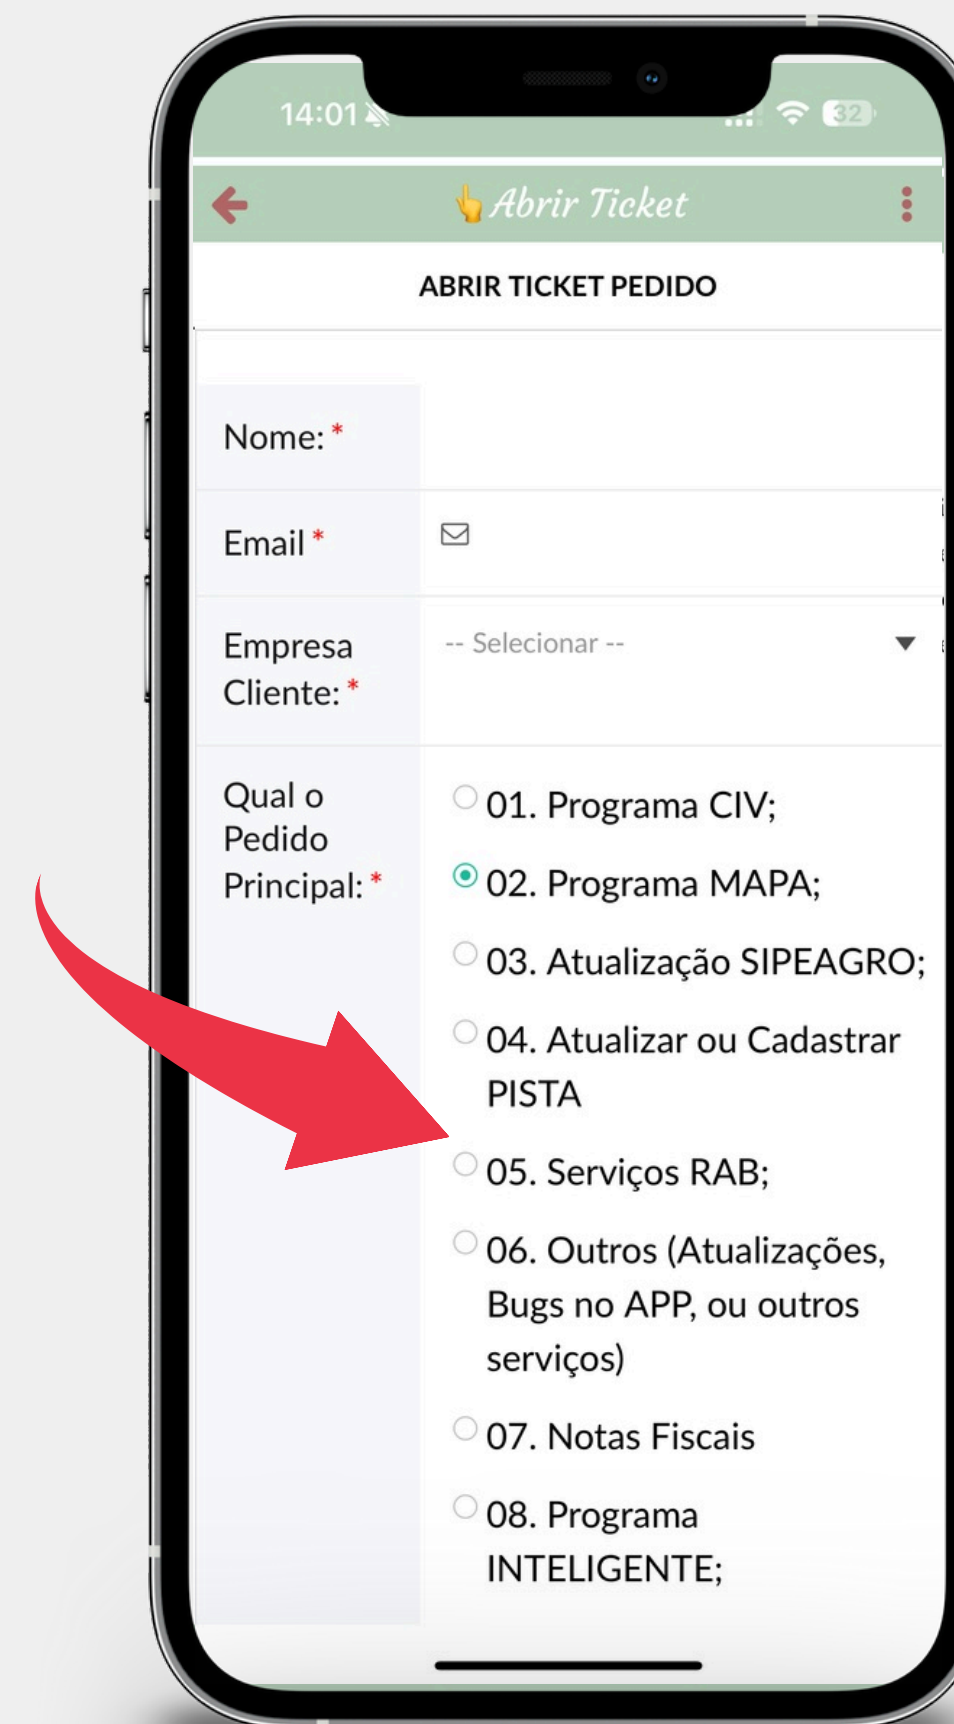 14:01
32
Abrir Ticket
ABRIR TICKET PEDIDO
Nome: *
Email *
Empresa
Cliente: *
-- Selecionar --
Qual o
Pedido
Principal: *
01. Programa CIV;
02. Programa MAPA;
03. Atualização SIPEAGRO;
04. Atualizar ou Cadastrar
PISTA
05. Serviços RAB;
06. Outros (Atualizações,
Bugs no APP, ou outros
serviços)
07. Notas Fiscais
08. Programa
INTELIGENTE;